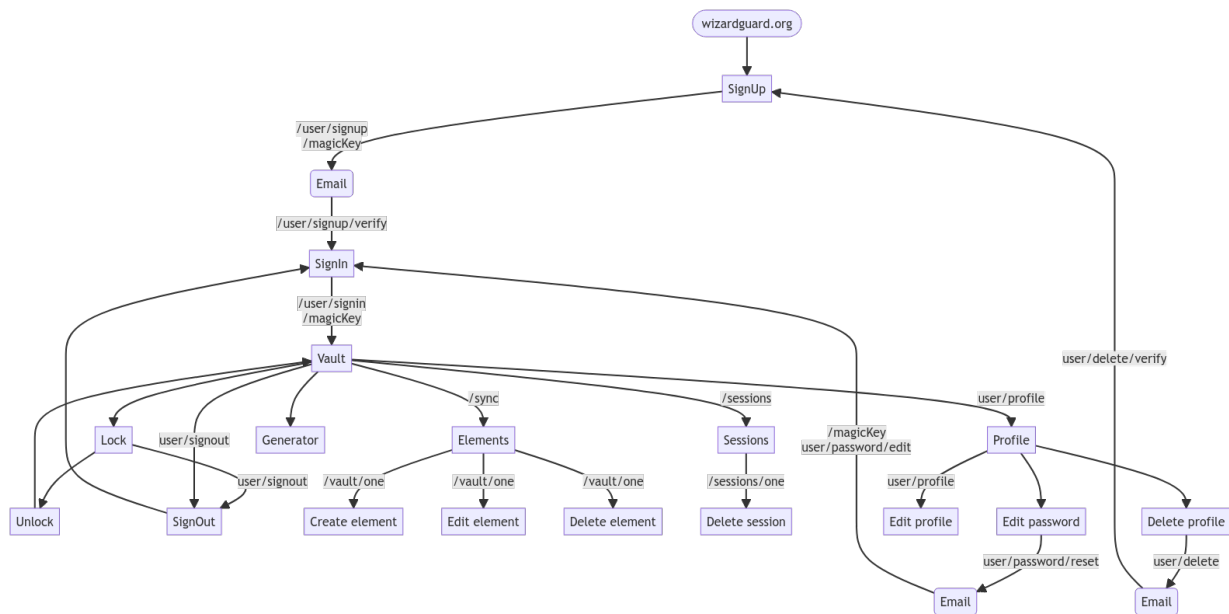 wizardguard.org
SignUp
/user/signup
/magicKey
Email
/user/signup/verify
SignIn
/user/signin
/magicKey
Vault
user/delete/verify
/sync
/sessions
user/profile
Lock
user/signout
Generator
Elements
Sessions
/magicKey
user/password/edit
Profile
user/signout
/vault/one
/vault/one
/vault/one
/sessions/one
user/profile
Unlock
SignOut
Create element
Edit element
Delete element
Delete session
Edit profile
Edit password
Delete profile
user/password/reset
user/delete
Email
Email